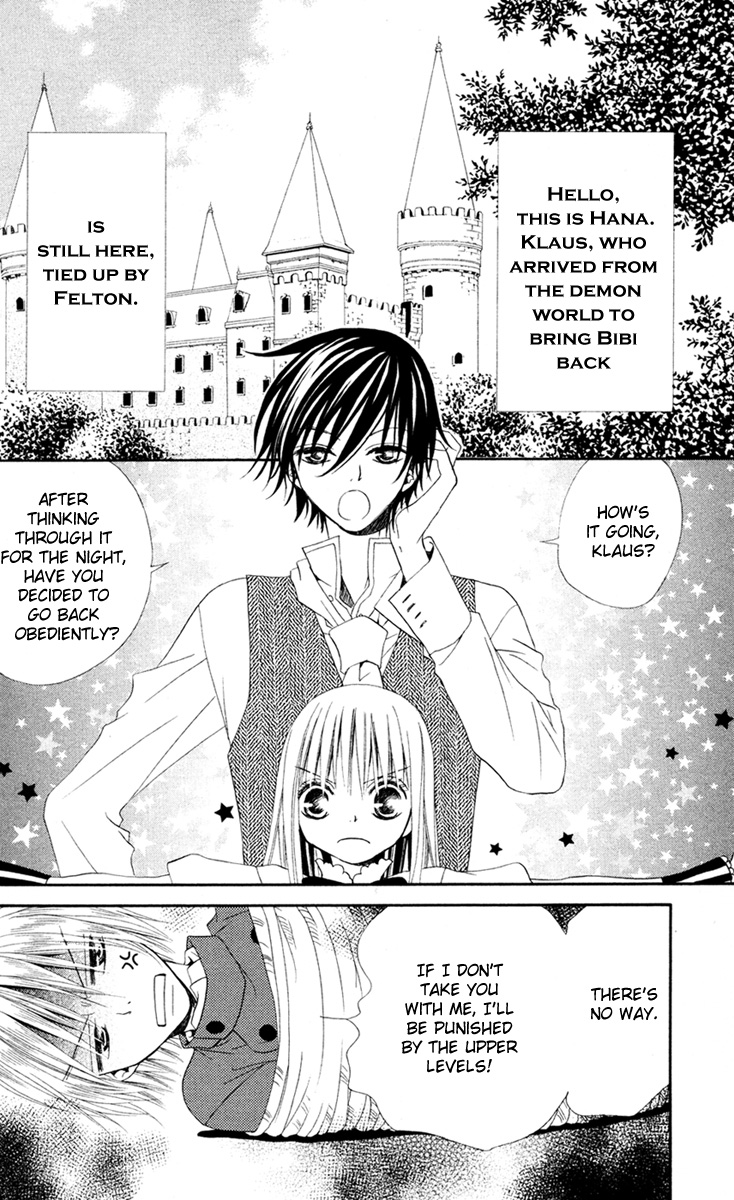 HELLO,
THIS IS HANA.
KLAUS, WHO
ARRIVED FROM
THE DEMON
WORLD TO
BRING BIBI
BACK
IS
STILL HERE,
TIED UP BY
FELTON.
HOW'S
IT GOING,
KLAUS?
AFTER
THINKING
THROUGH IT
FOR THE NIGHT,
HAVE YOU
DECIDED TO
GO BACK
OBEDIENTLY?
THERE'S
NO WAY.
IF I DON'T
TAKE YOU
WITH ME, I'LL
BE PUNISHED
BY THE UPPER
LEVELS!